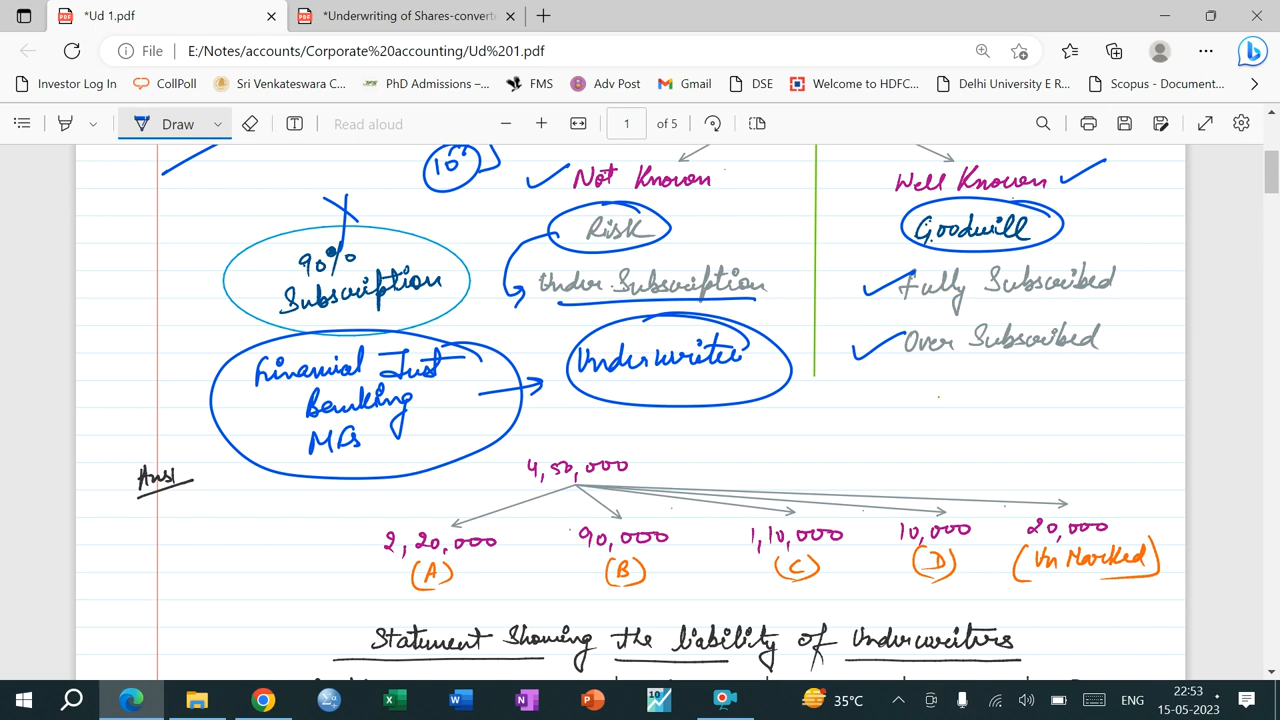 *Ud 1.pdf
*Underwriting of Shares-converte
File
E:/Notes/accounts/Corporate%20accounting/Ud%201.pdf
Investor Log In
CollPoll
Sri Venkateswara C...
PhD Admissions –...
FMS
Adv Post
Gmail
DSE
Welcome to HDFC...
Delhi University E R...
Scopus - Document...
Draw
Read aloud
1 of 5
10
Not Known
Well Known
Risk
Goodwill
90%
Subscription
Under Subscription
Fully Subscribed
Over Subscribed
Financial Inst
Banking
Underwriter
Ans1
4,50,000
2,20,000 90,000 1,10,000 10,000 20,000
(A) (B) (C) (D) (Un Marked)
Statement Showing the liability of Underwriters
35°C
ENG
22:53
15-05-2023